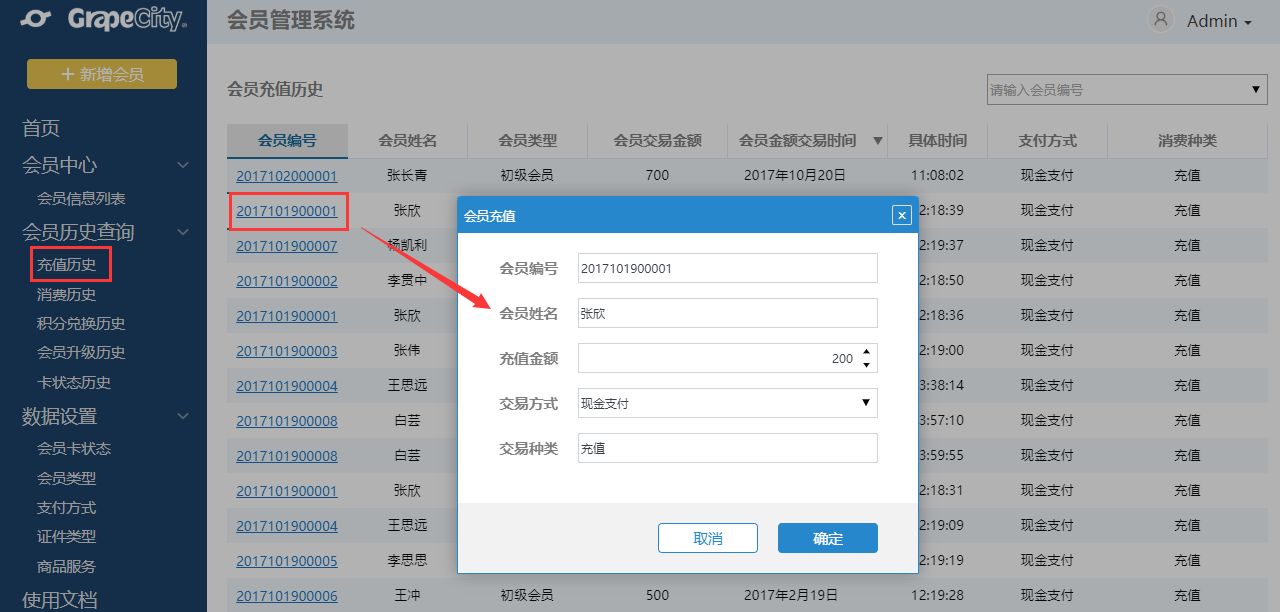 GrapeCity
会员管理系统
Admin
+ 新增会员
首页
会员中心
会员信息列表
会员历史查询
充值历史
消费历史
积分兑换历史
会员升级历史
卡状态历史
数据设置
会员卡状态
会员类型
支付方式
证件类型
商品服务
使用文档
会员充值历史
请输入会员编号
会员编号 会员姓名 会员类型 会员交易金额 会员金额交易时间 具体时间 支付方式 消费种类
2017102000001 张长青 初级会员 700 2017年10月20日 11:08:02 现金支付 充值
2017101900001 张欣 2:18:39 现金支付 充值
2017101900007 杨凯利 2:19:37 现金支付 充值
2017101900002 李贯中 2:18:50 现金支付 充值
2017101900001 张欣 2:18:36 现金支付 充值
2017101900003 张伟 2:19:00 现金支付 充值
2017101900004 王思远 3:38:14 现金支付 充值
2017101900008 白芸 3:57:10 现金支付 充值
2017101900008 白芸 3:59:55 现金支付 充值
2017101900001 张欣 2:18:31 现金支付 充值
2017101900004 王思远 2:19:09 现金支付 充值
2017101900005 李思思 2:19:19 现金支付 充值
2017101900006 王冲 初级会员 500 2017年2月19日 12:19:28 现金支付 充值
会员充值
会员编号 2017101900001
会员姓名 张欣
充值金额 200
交易方式 现金支付
交易种类 充值
取消 确定